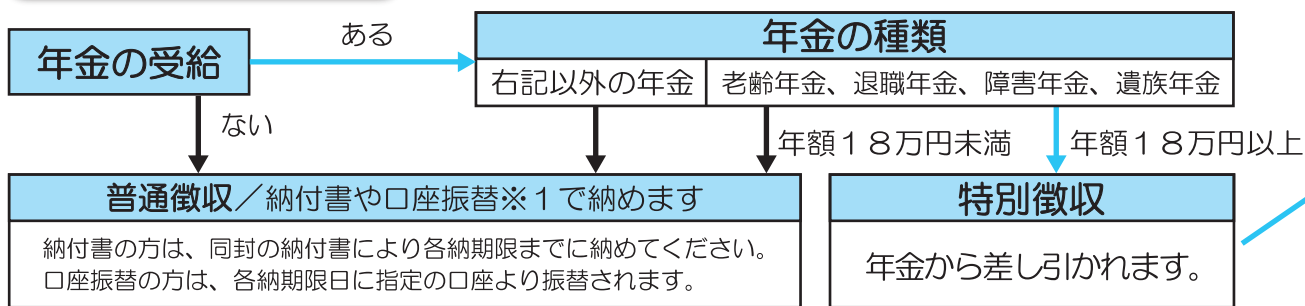 年金の受給
ある
ない
年金の種類
右記以外の年金
老齢年金、退職年金、障害年金、遺族年金
年額１８万円未満
年額１８万円以上
普通徴収／納付書や口座振替※１で納めます
納付書の方は、同封の納付書により各納期限までに納めてください。
口座振替の方は、各納期限日に指定の口座より振替されます。
特別徴収
年金から差し引かれます。